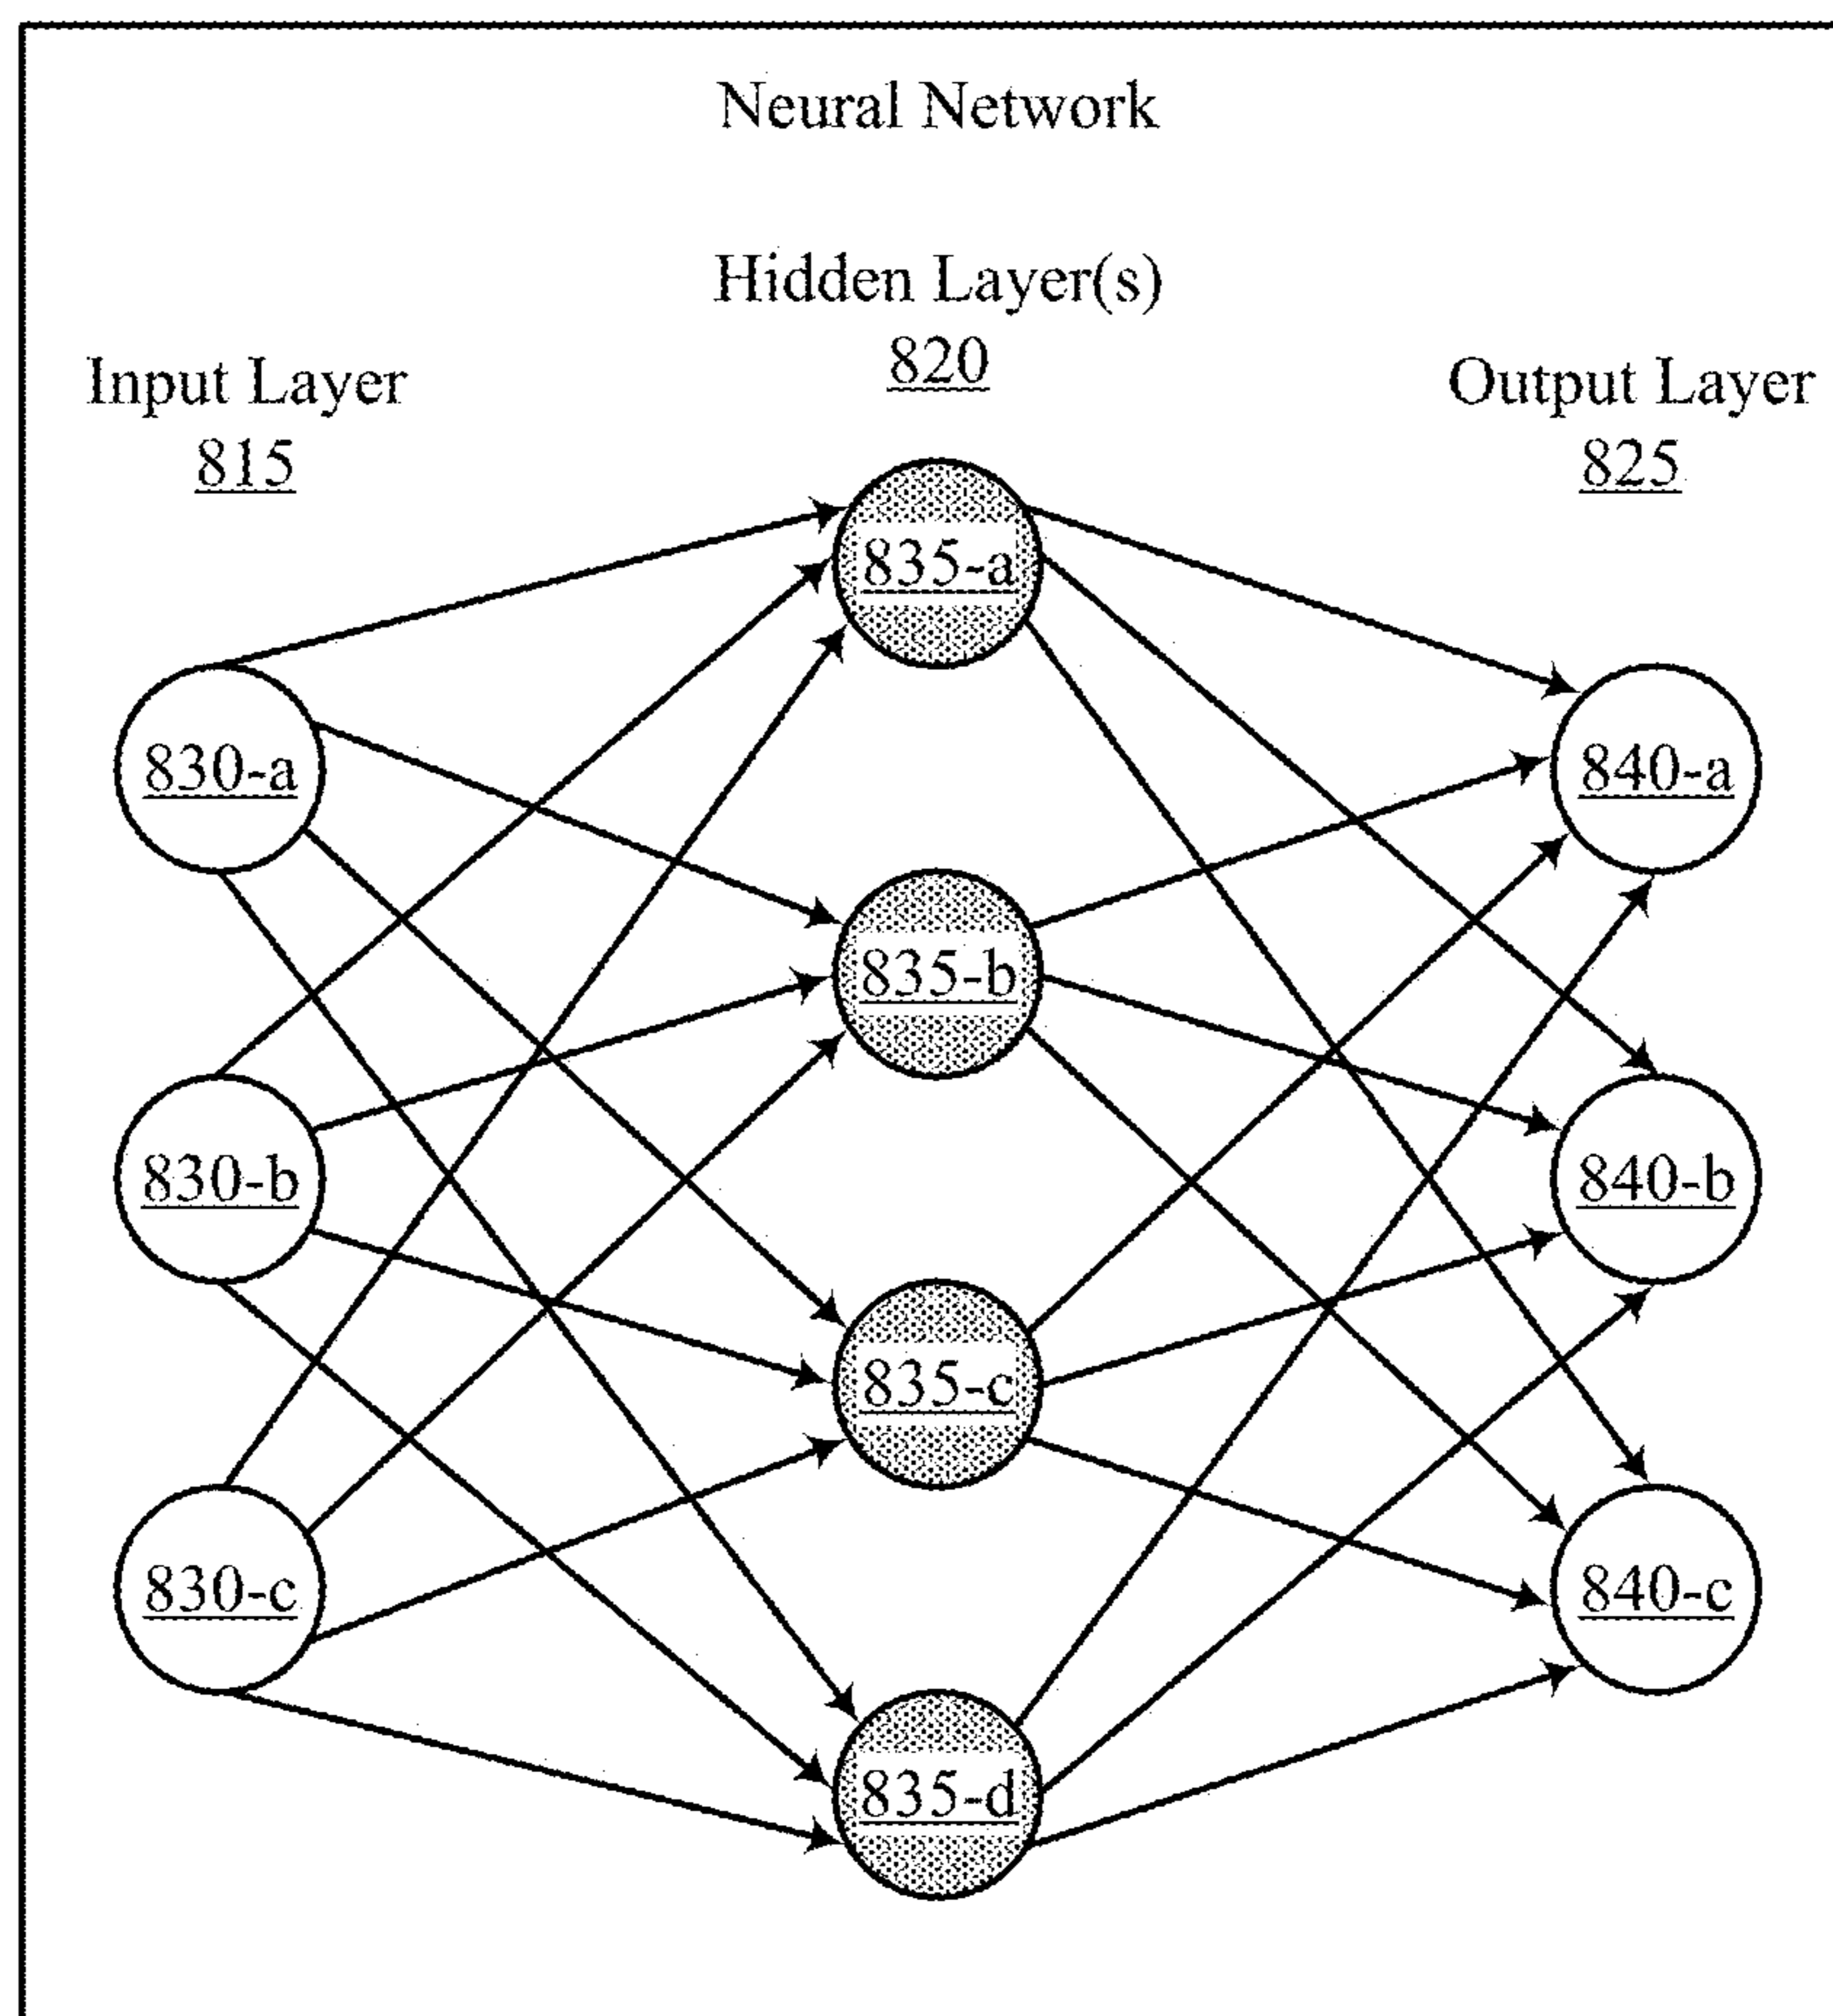 Neural Network
Hidden Layer(s)
820
Input Layer
815
Output Layer
825
835-a
830-a
840-a
835-b
830-b
840-b
835-c
830-c
840-c
835-d